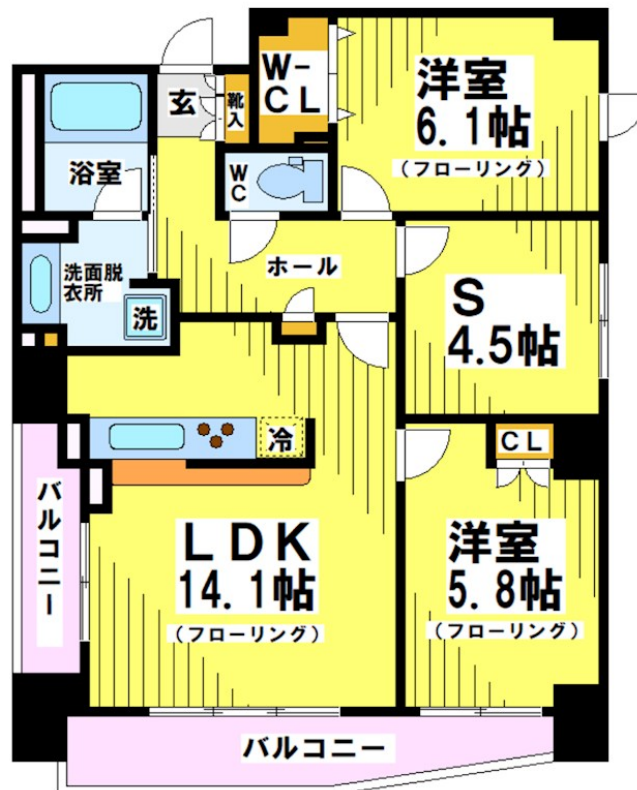 W-
CL
洋室
6.1帖
(フローリング)
玄
靴入
浴室
WC
洗面脱
衣所
洗
ホール
S
4.5帖
冷
CL
バルコニー
LDK
14.1帖
(フローリング)
洋室
5.8帖
(フローリング)
バルコニー